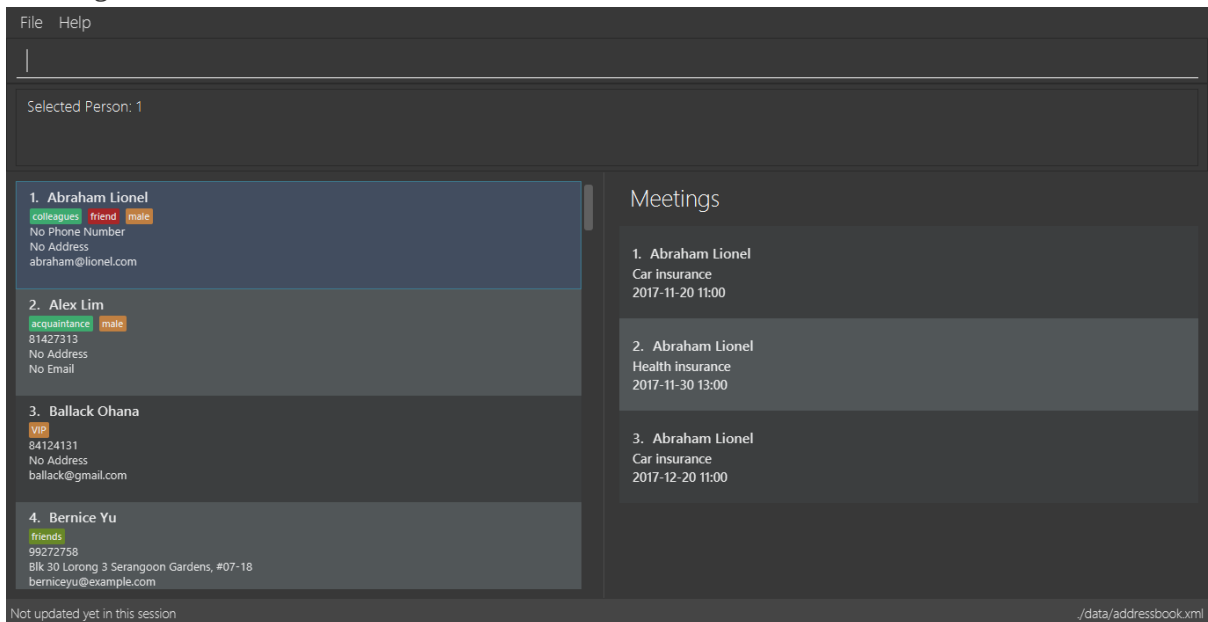 File Help
Selected Person: 1
1. Abraham Lionel
colleagues friend male
No Phone Number
No Address
abraham@lionel.com
2. Alex Lim
acquaintance male
81427313
No Address
No Email
3. Ballack Ohana
VIP
84124131
No Address
ballack@gmail.com
4. Bernice Yu
friends
99272758
Blk 30 Lorong 3 Serangoon Gardens, #07-18
berniceyu@example.com
Meetings
1. Abraham Lionel
Car insurance
2017-11-20 11:00
2. Abraham Lionel
Health insurance
2017-11-30 13:00
3. Abraham Lionel
Car insurance
2017-12-20 11:00
Not updated yet in this session
./data/addressbook.xml